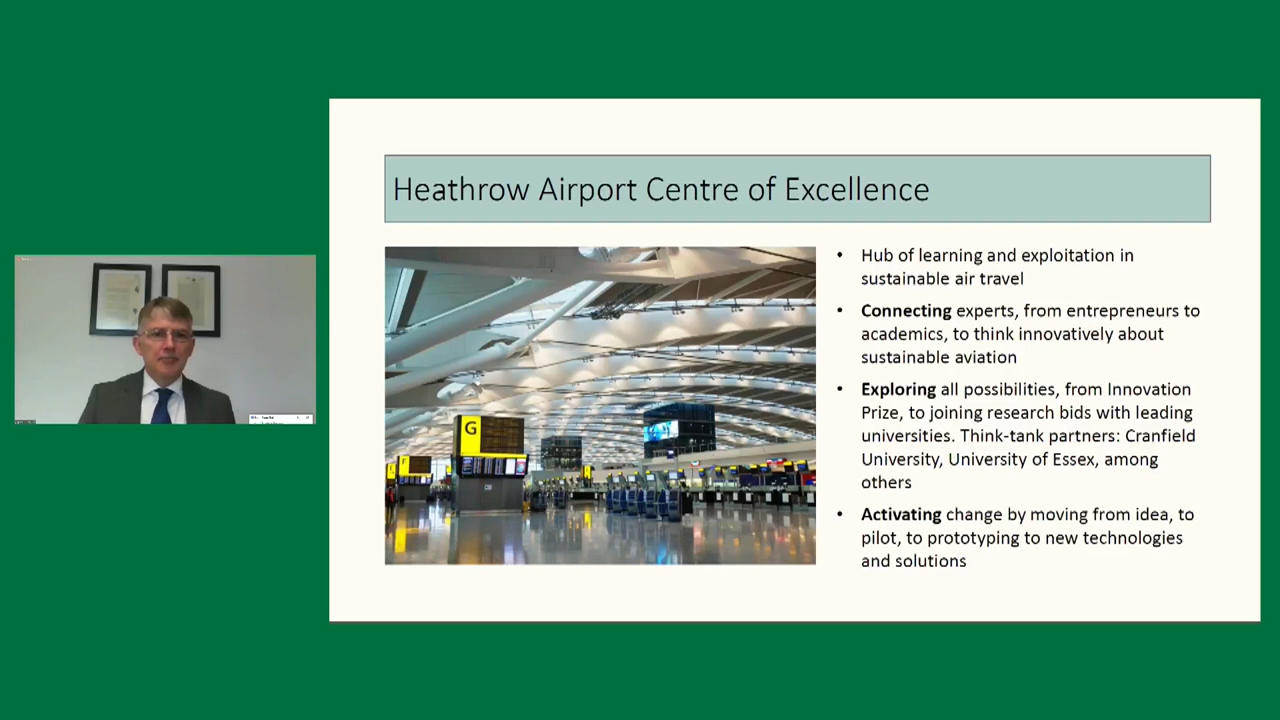 Heathrow Airport Centre of Excellence
• Hub of learning and exploitation in
sustainable air travel
• Connecting experts, from entrepreneurs to
academics, to think innovatively about
sustainable aviation
• Exploring all possibilities, from Innovation
Prize, to joining research bids with leading
universities. Think-tank partners: Cranfield
University, University of Essex, among
others
• Activating change by moving from idea, to
pilot, to prototyping to new technologies
and solutions
G
F